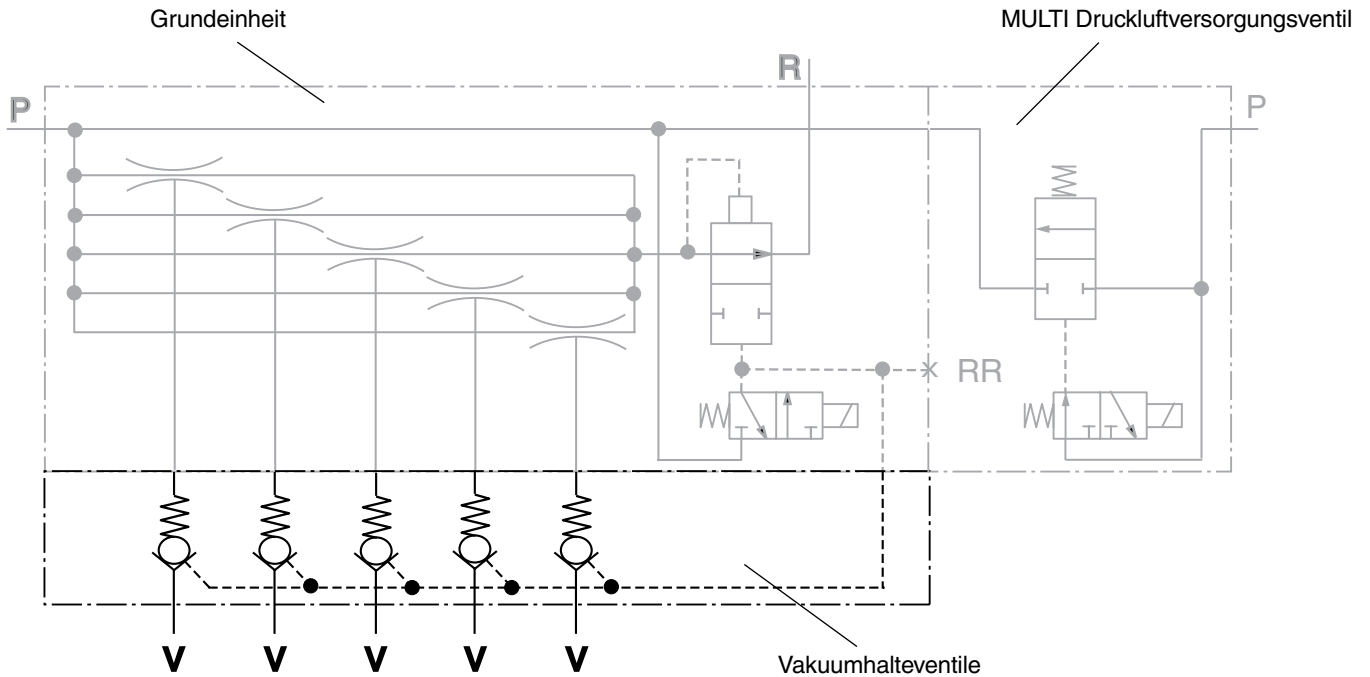 Grundeinheit
MULTI Druckluftversorgungsventil
R
P
P
RR
V V V V V
Vakuumhalteventile